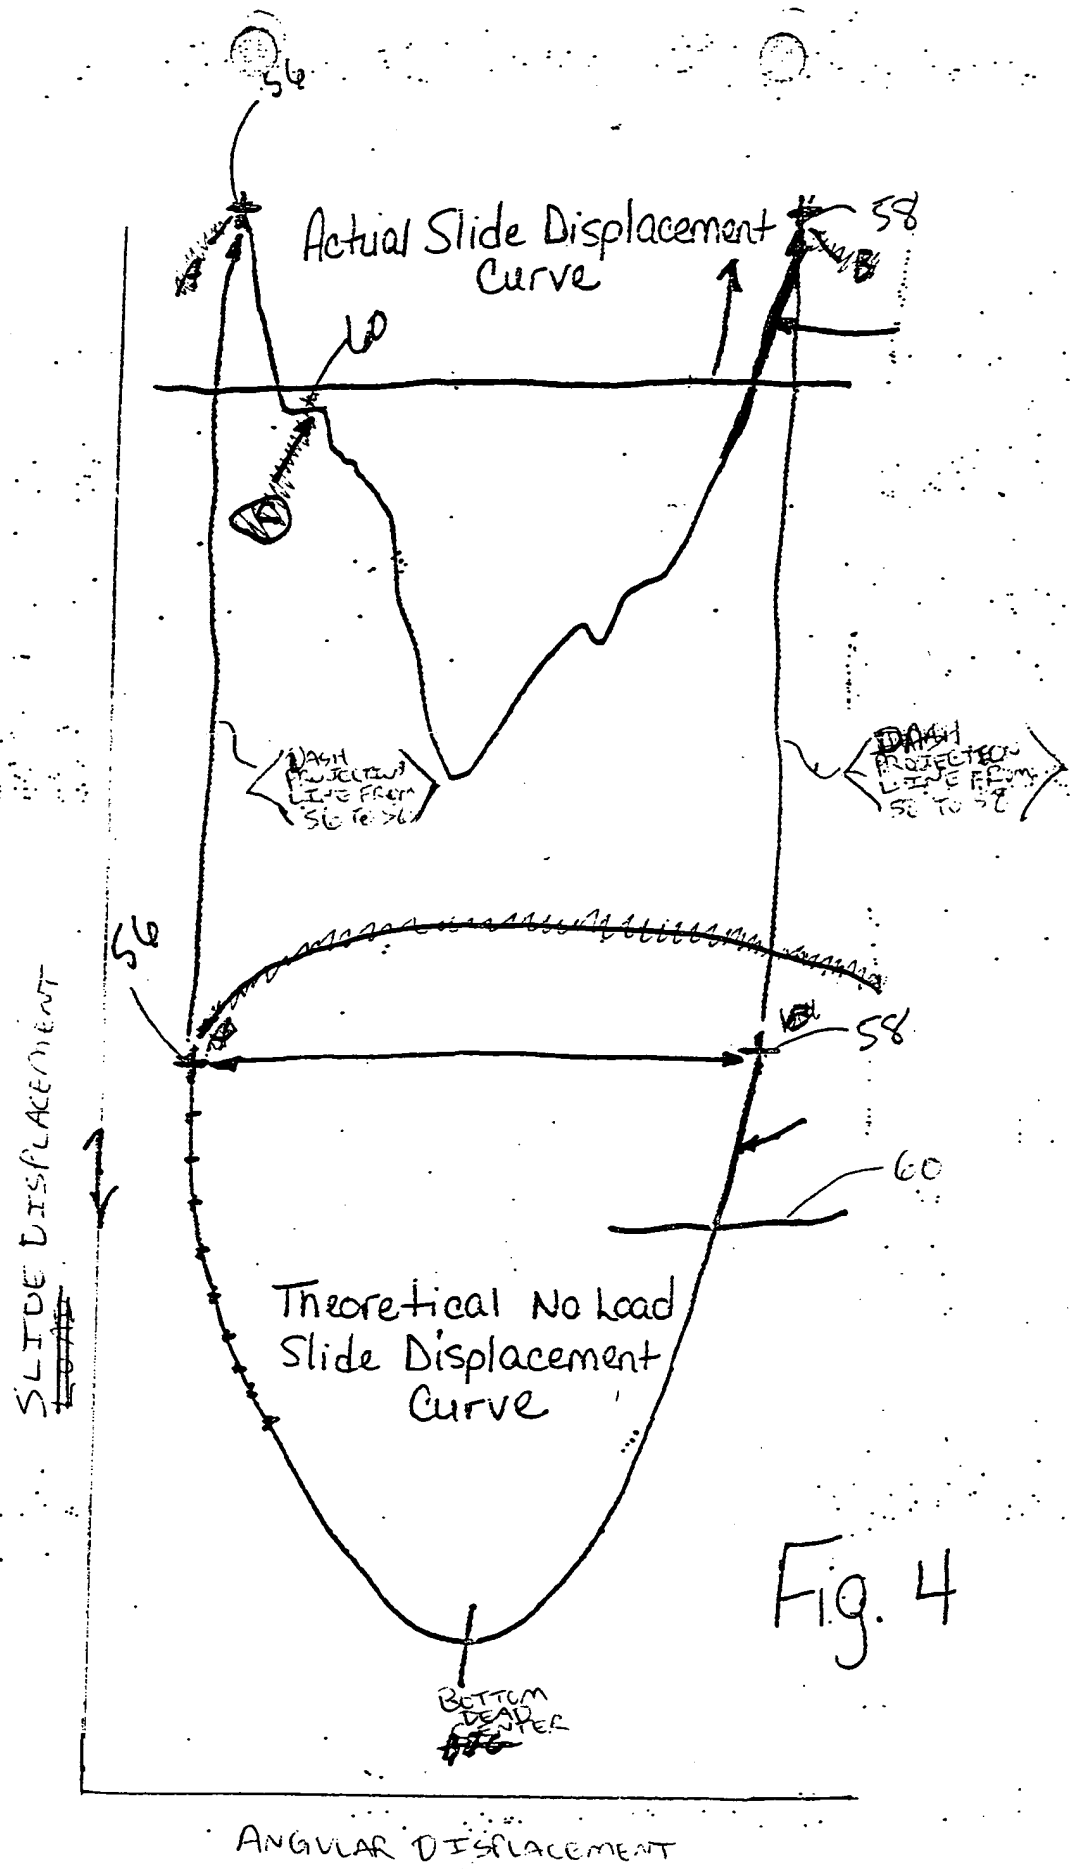 56
Actual Slide Displacement
Curve
58
B
60
DASH
PROJECTION
LINE FROM
56 TO 56
DASH
PROJECTION
LINE FROM
58 TO 58
56
58
60
SLIDE DISPLACEMENT
LOAD
Theoretical No Load
Slide Displacement
Curve
Fig. 4
BOTTOM
DEAD
CENTER
ANGULAR DISPLACEMENT